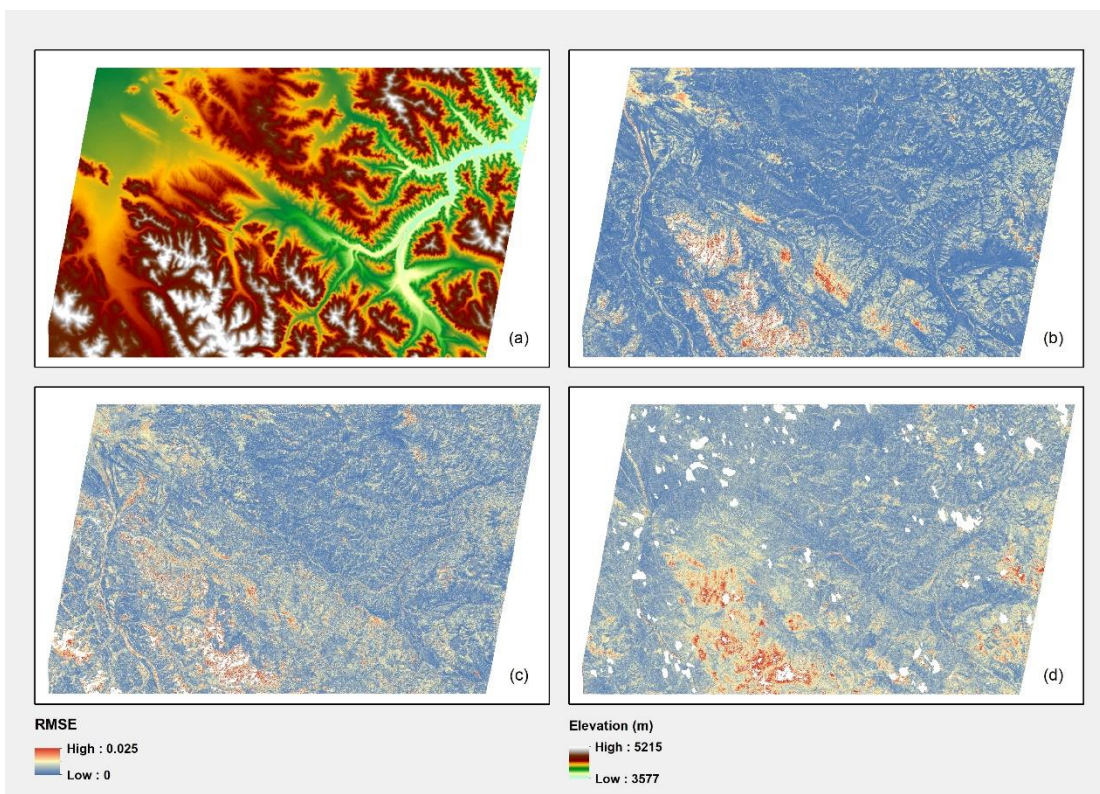 (a)
(b)
(c)
(d)
RMSE
High : 0.025
Low : 0
Elevation (m)
High : 5215
Low : 3577